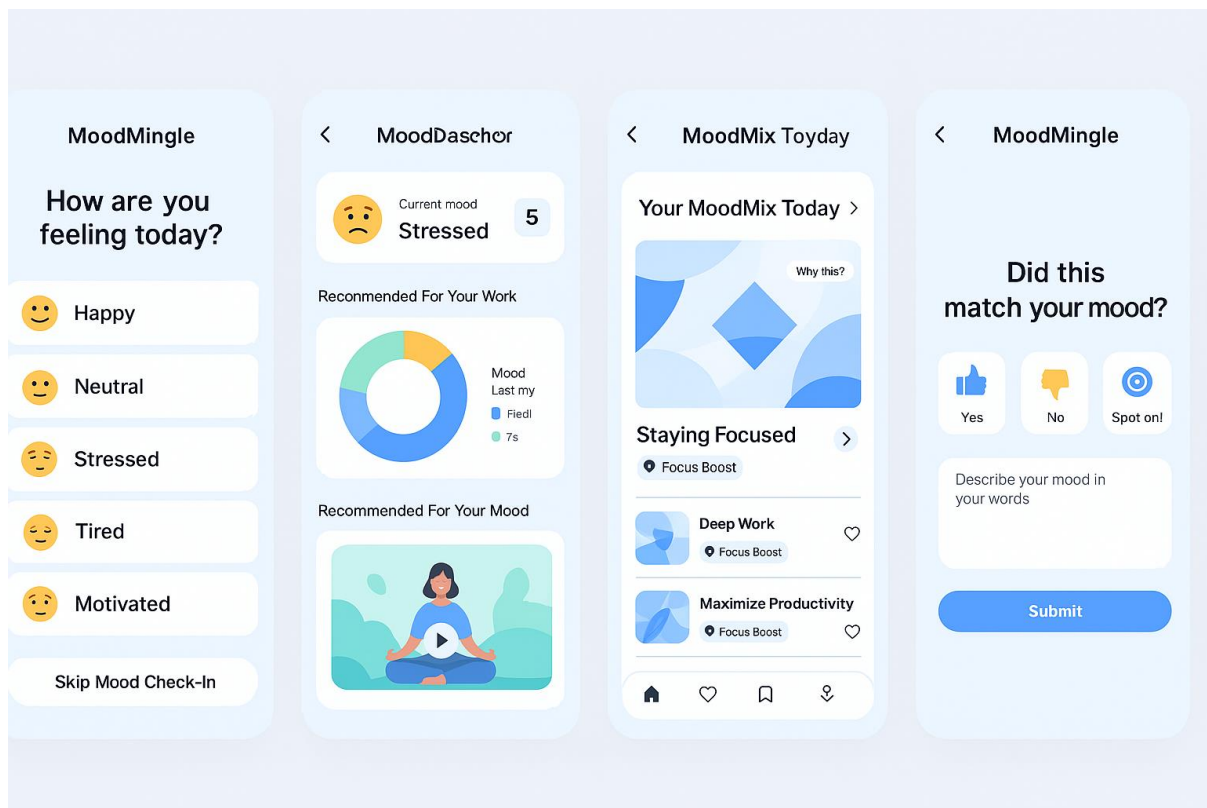 MoodMingle
How are you
feeling today?
Happy
Neutral
Stressed
Tired
Motivated
Skip Mood Check-In
MoodDaschor
Current mood
Stressed
5
Reconmended For Your Work
Mood
Last my
Fiedl
7s
Recommended For Your Mood
MoodMix Toyday
Your MoodMix Today
Why this?
Staying Focused
Focus Boost
Deep Work
Focus Boost
Maximize Productivity
Focus Boost
MoodMingle
Did this
match your mood?
Yes
No
Spot on!
Describe your mood in
your words
Submit